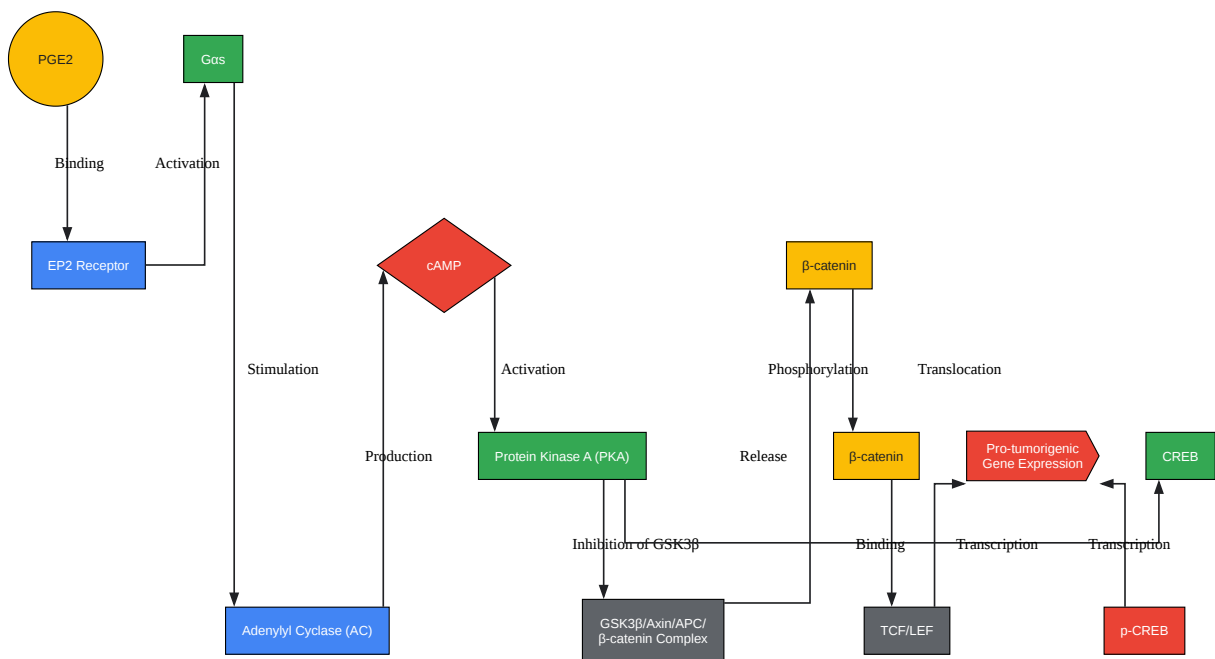 PGE2
Gαs
Binding
Activation
EP2 Receptor
cAMP
β-catenin
Stimulation
Activation
Phosphorylation
Translocation
Production
Protein Kinase A (PKA)
Release
β-catenin
Pro-tumorigenic
Gene Expression
CREB
Inhibition of GSK3β
Binding
Transcription
Transcription
Adenylyl Cyclase (AC)
GSK3β/Axin/APC/
β-catenin Complex
TCF/LEF
p-CREB